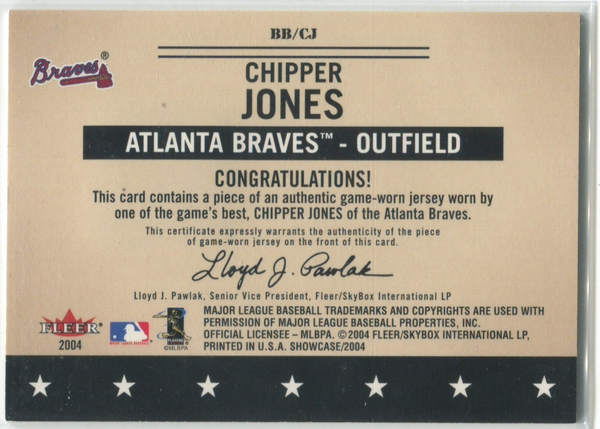 BB/CJ
Braves®
CHIPPER
JONES
ATLANTA BRAVES™ - OUTFIELD
CONGRATULATIONS!
This card contains a piece of an authentic game-worn jersey worn by
one of the game's best, CHIPPER JONES of the Atlanta Braves.
This certificate expressly warrants the authenticity of the piece
of game-worn jersey on the front of this card.
Lloyd J. Pawlak
Lloyd J. Pawlak, Senior Vice President, Fleer/SkyBox International LP
FLEER
2004
©MLBPA
MAJOR LEAGUE BASEBALL TRADEMARKS AND COPYRIGHTS ARE USED WITH
PERMISSION OF MAJOR LEAGUE BASEBALL PROPERTIES, INC.
OFFICIAL LICENSEE - MLBPA. ©2004 FLEER/SKYBOX INTERNATIONAL LP,
PRINTED IN U.S.A. SHOWCASE/2004